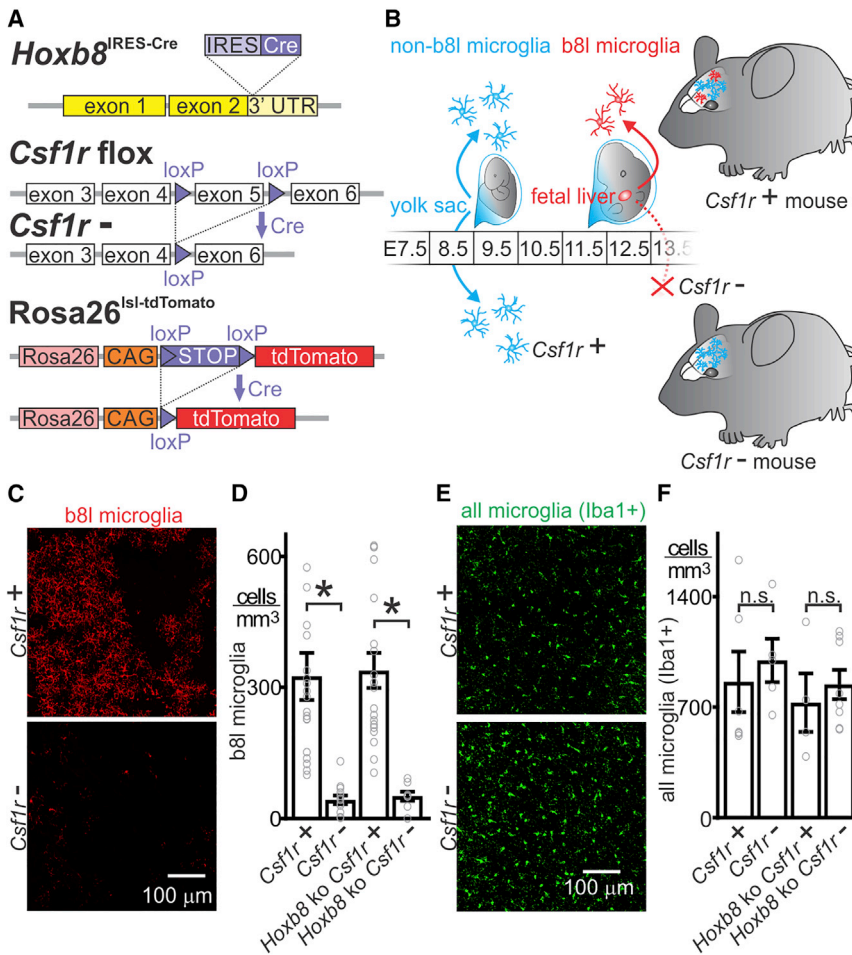 A
Hoxb8 IRES-Cre
IRES Cre
exon 1 exon 2 3' UTR
Csf1r flox
loxP loxP
exon 3 exon 4 exon 5 exon 6
Csf1r - Cre
exon 3 exon 4 exon 6
loxP
Rosa26 lsl-tdTomato
loxP loxP
Rosa26 CAG STOP tdTomato
Cre
Rosa26 CAG tdTomato
loxP
B
non-b8l microglia b8l microglia
yolk sac fetal liver
Csf1r + mouse
E7.5 8.5 9.5 10.5 11.5 12.5 13.5
Csf1r -
Csf1r +
Csf1r - mouse
C
b8l microglia
Csf1r +
Csf1r -
100 μm
D
b8l microglia
cells
mm3
600
300
0
*
*
Csf1r +
Csf1r -
Hoxb8 ko Csf1r +
Hoxb8 ko Csf1r -
E
all microglia (Iba1+)
Csf1r +
Csf1r -
100 μm
F
all microglia (Iba1+)
cells
mm3
1400
700
0
n.s.
n.s.
Csf1r +
Csf1r -
Hoxb8 ko Csf1r +
Hoxb8 ko Csf1r -